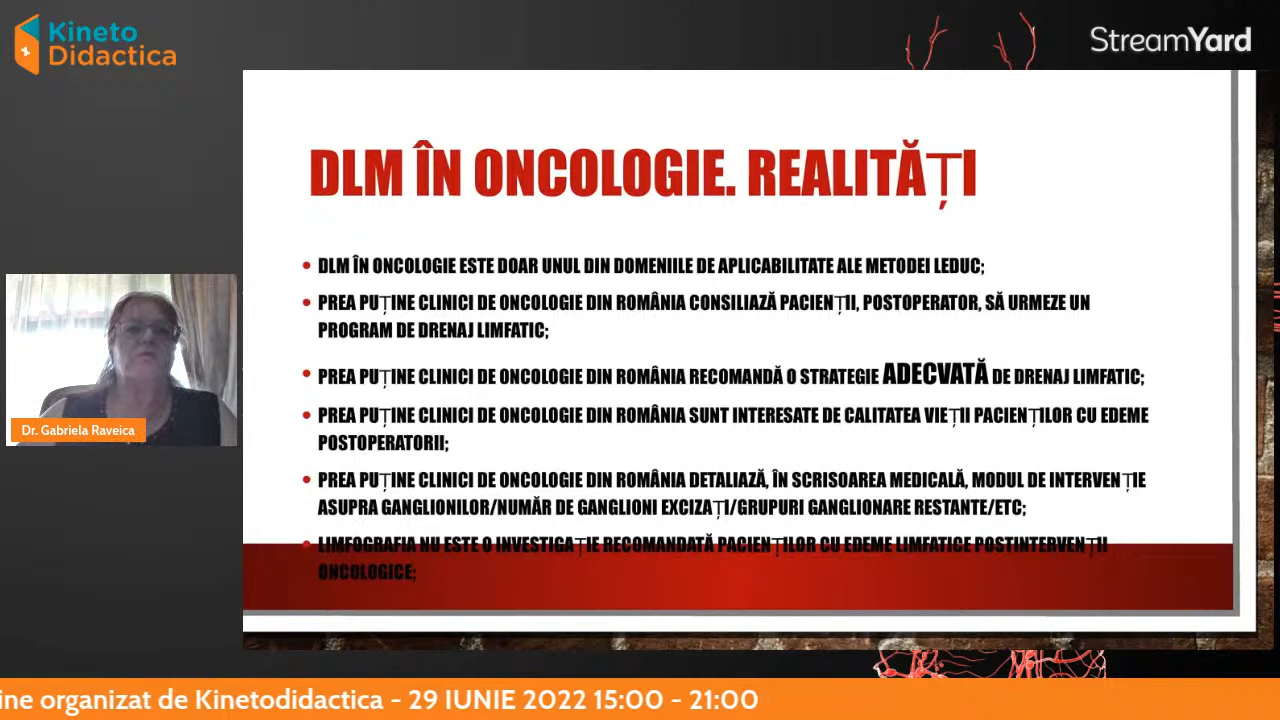 Kineto
Didactica
StreamYard
DLM ÎN ONCOLOGIE. REALITĂȚI
• DLM ÎN ONCOLOGIE ESTE DOAR UNUL DIN DOMENIILE DE APLICABILITATE ALE METODEI LEDUC;
• PREA PUȚINE CLINICI DE ONCOLOGIE DIN ROMÂNIA CONSILIAZĂ PACIENȚII, POSTOPERATOR, SĂ URMEZE UN
PROGRAM DE DRENAJ LIMFATIC;
• PREA PUȚINE CLINICI DE ONCOLOGIE DIN ROMÂNIA RECOMANDĂ O STRATEGIE ADECVATĂ DE DRENAJ LIMFATIC;
• PREA PUȚINE CLINICI DE ONCOLOGIE DIN ROMÂNIA SUNT INTERESATE DE CALITATEA VIEȚII PACIENȚILOR CU EDEME
POSTOPERATORII;
• PREA PUȚINE CLINICI DE ONCOLOGIE DIN ROMÂNIA DETALIAZĂ, ÎN SCRISOAREA MEDICALĂ, MODUL DE INTERVENȚIE
ASUPRA GANGLIONILOR/NUMĂR DE GANGLIONI EXCIZAȚI/GRUPURI GANGLIONARE RESTANTE/ETC;
• LIMFOGRAFIA NU ESTE O INVESTIGAȚIE RECOMANDATĂ PACIENȚILOR CU EDEME LIMFATICE POSTINTERVENȚII
ONCOLOGICE;
Dr. Gabriela Raveica
ine organizat de Kinetodidactica - 29 IUNIE 2022 15:00 - 21:00